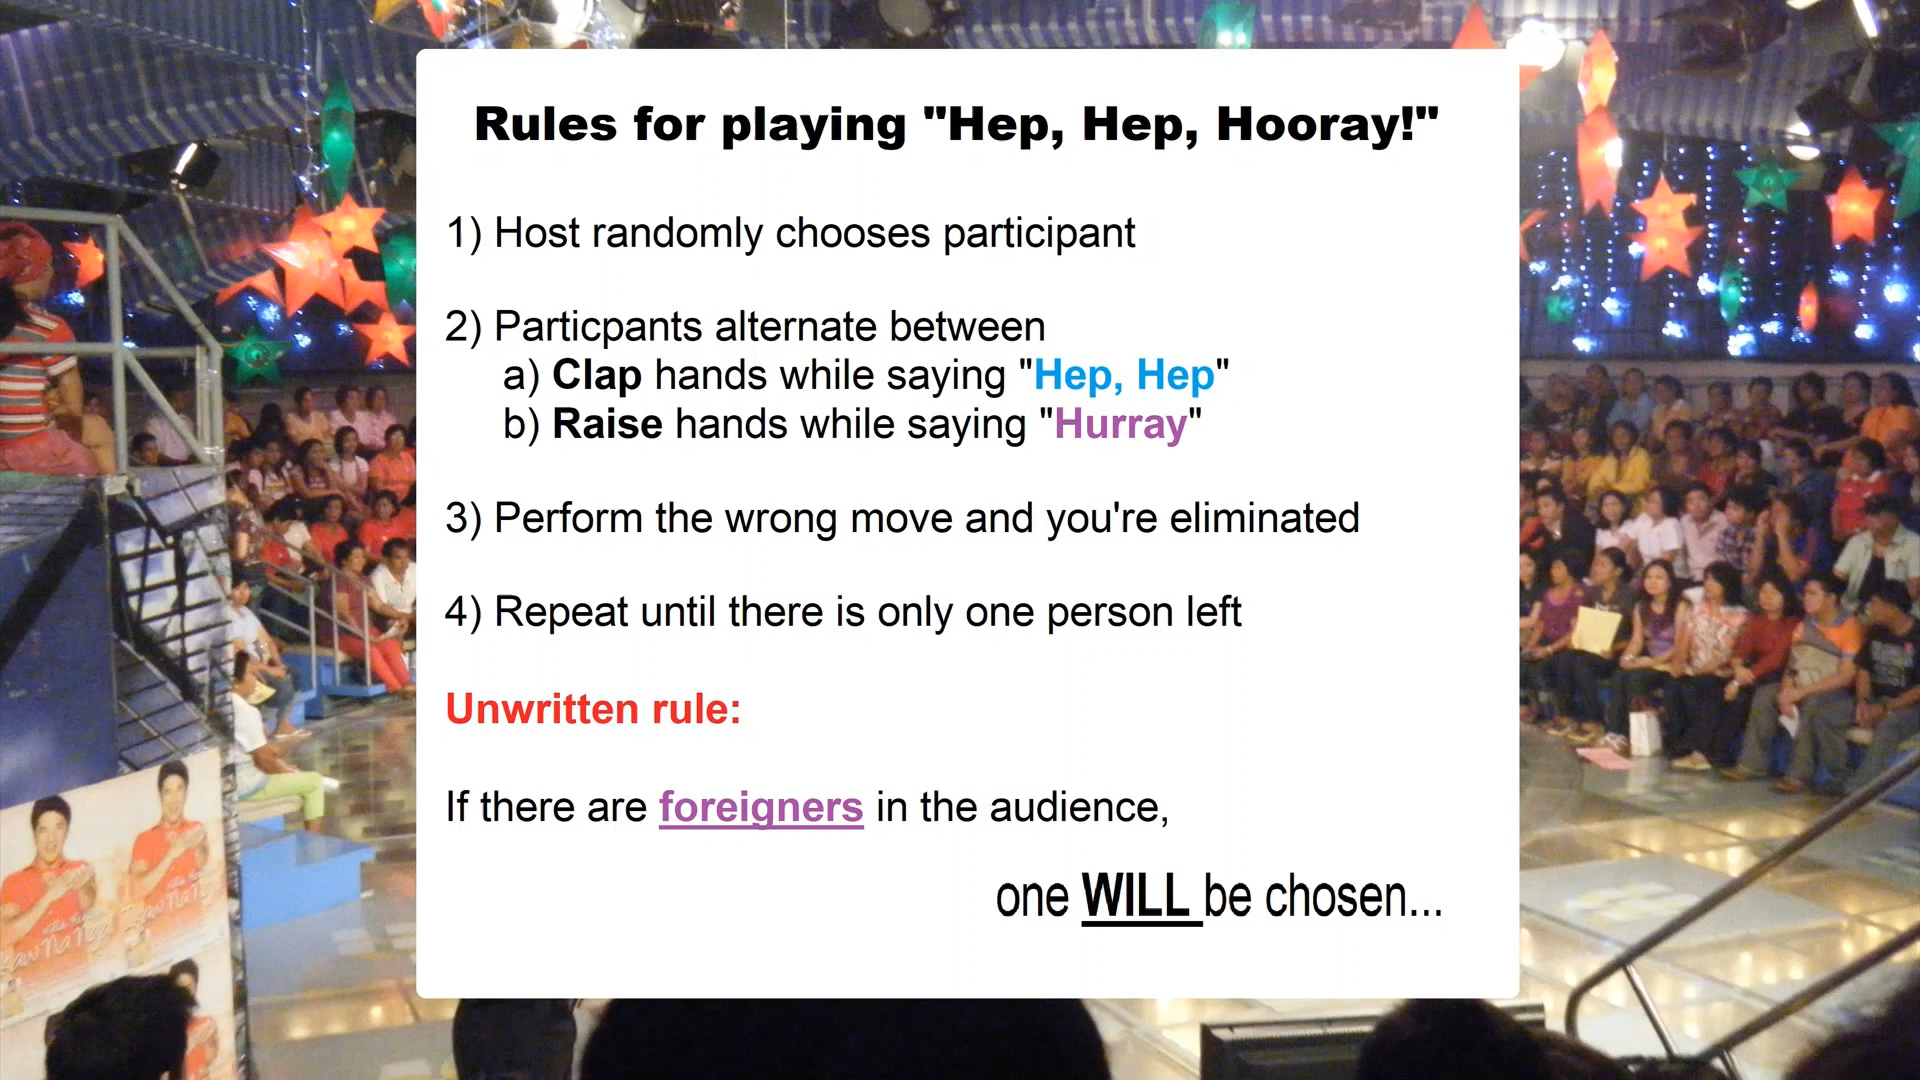 Rules for playing "Hep, Hep, Hooray!"
1) Host randomly chooses participant
2) Particpants alternate between
a) Clap hands while saying "Hep, Hep"
b) Raise hands while saying "Hurray"
3) Perform the wrong move and you're eliminated
4) Repeat until there is only one person left
Unwritten rule:
If there are foreigners in the audience,
one WILL be chosen...